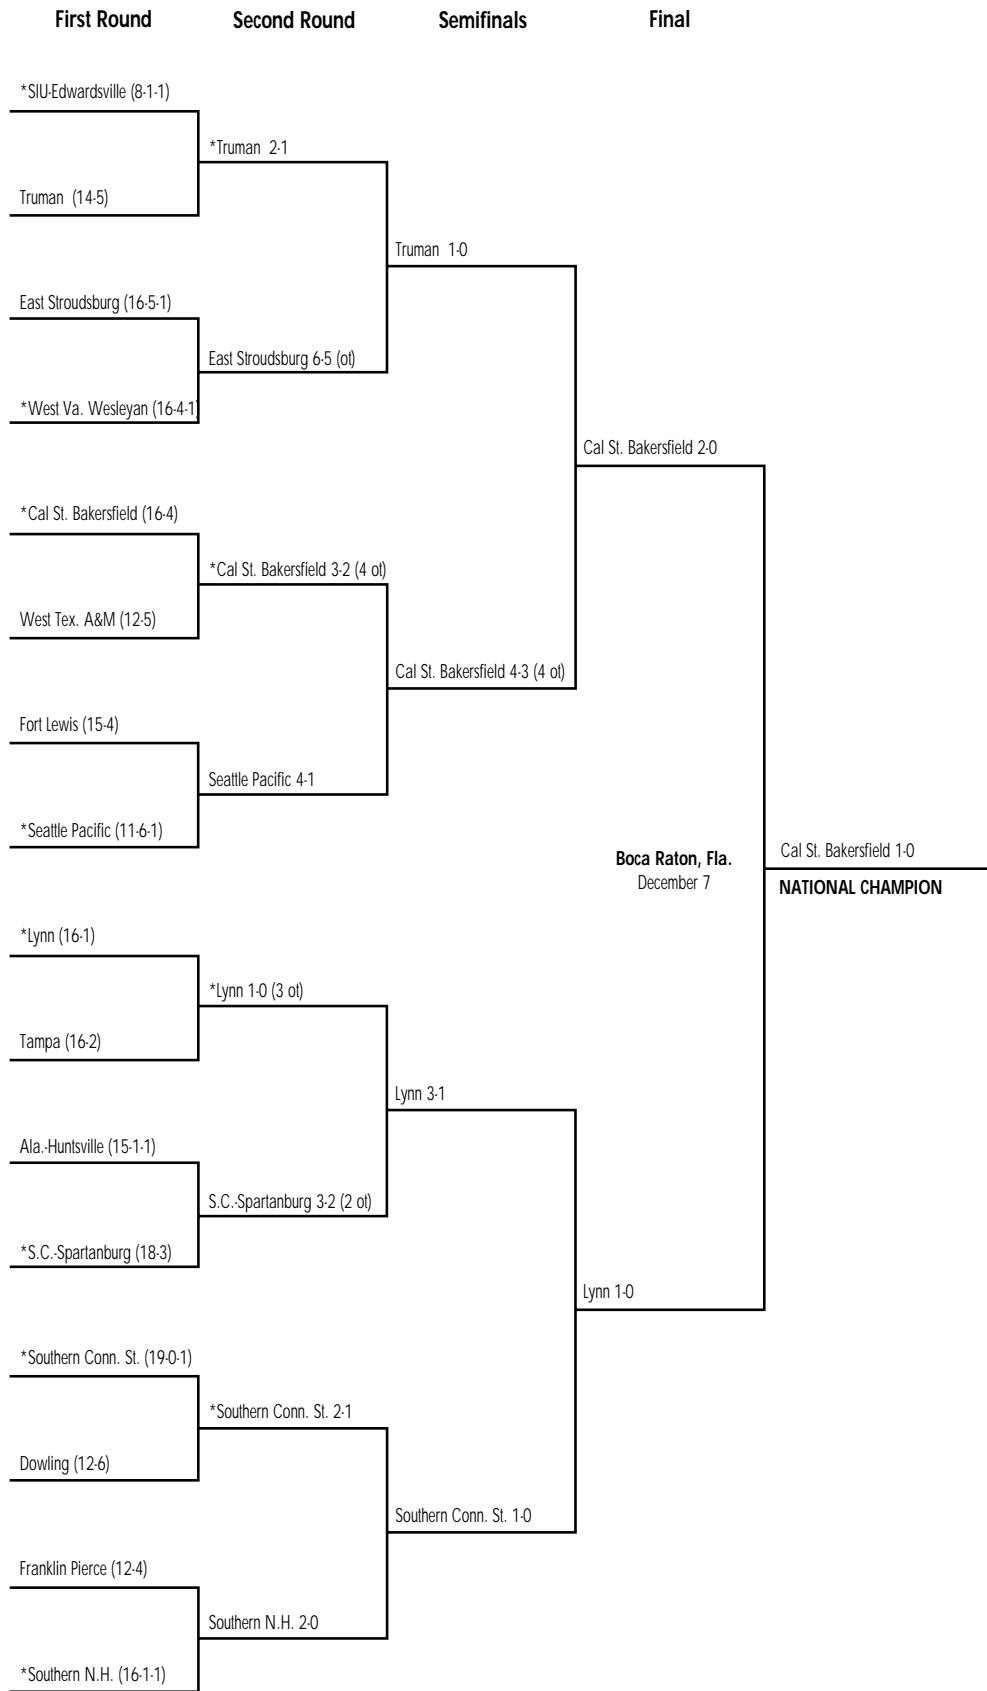 First Round Second Round Semifinals Final
*SIU-Edwardsville (8-1-1)
*Truman 2-1
Truman (14-5)
Truman 1-0
East Stroudsburg (16-5-1)
East Stroudsburg 6-5 (ot)
*West Va. Wesleyan (16-4-1)
Cal St. Bakersfield 2-0
*Cal St. Bakersfield (16-4)
*Cal St. Bakersfield 3-2 (4 ot)
West Tex. A&M (12-5)
Cal St. Bakersfield 4-3 (4 ot)
Fort Lewis (15-4)
Seattle Pacific 4-1
*Seattle Pacific (11-6-1)
Boca Raton, Fla.
December 7
Cal St. Bakersfield 1-0
NATIONAL CHAMPION
*Lynn (16-1)
*Lynn 1-0 (3 ot)
Tampa (16-2)
Lynn 3-1
Ala.-Huntsville (15-1-1)
S.C.-Spartanburg 3-2 (2 ot)
*S.C.-Spartanburg (18-3)
Lynn 1-0
*Southern Conn. St. (19-0-1)
*Southern Conn. St. 2-1
Dowling (12-6)
Southern Conn. St. 1-0
Franklin Pierce (12-4)
Southern N.H. 2-0
*Southern N.H. (16-1-1)